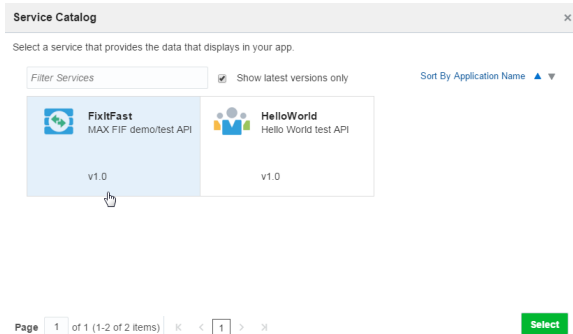 Service Catalog ×
Select a service that provides the data that displays in your app.
Filter Services Show latest versions only Sort By Application Name ▲ ▼
FixItFast
MAX FIF demo/test API
v1.0
HelloWorld
Hello World test API
v1.0
Page 1 of 1 (1-2 of 2 items) K < 1 > Ʞ
Select